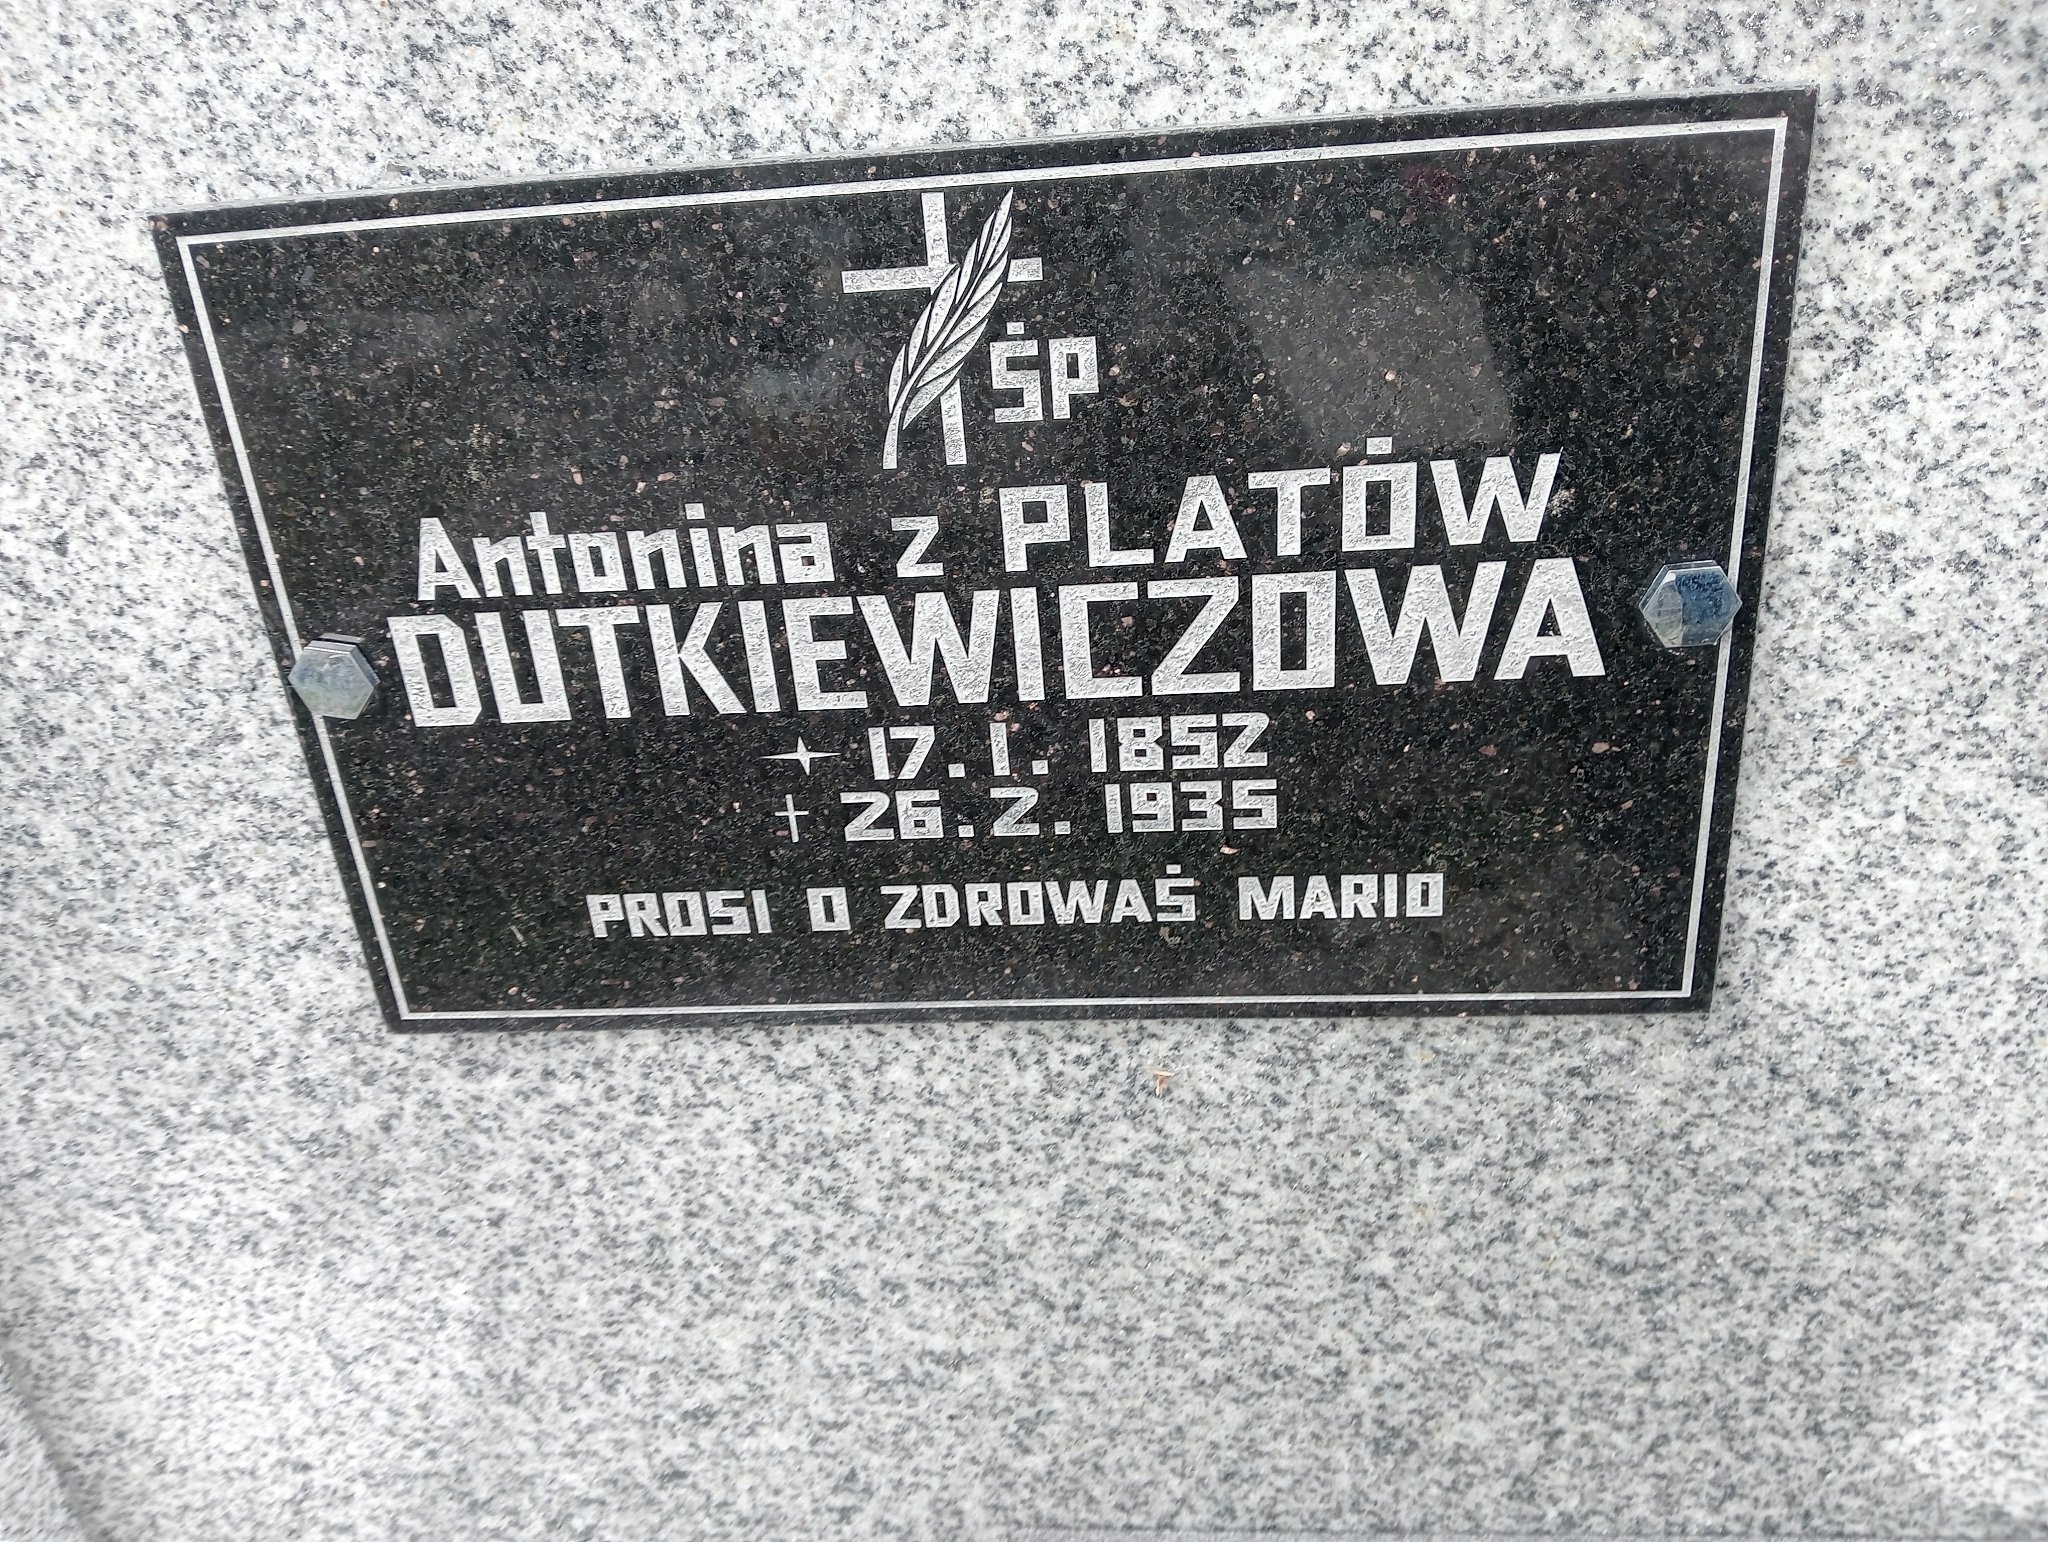 ŚP
Antonina z PLATÓW
DUTKIEWICZOWA
17.1.1852
26.2.1935
PROSI O ZDROWAŚ MARIO